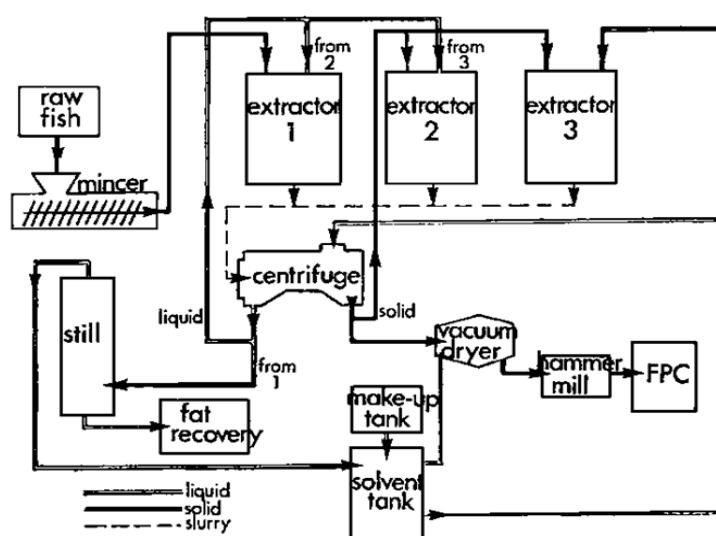 from
2
from
3
raw
fish
extractor
1
extractor
2
extractor
3
mincer
centrifuge
liquid
solid
still
from
1
vacuum
dryer
hammer
mill
FPC
make-up
tank
fat
recovery
solvent
tank
liquid
solid
slurry